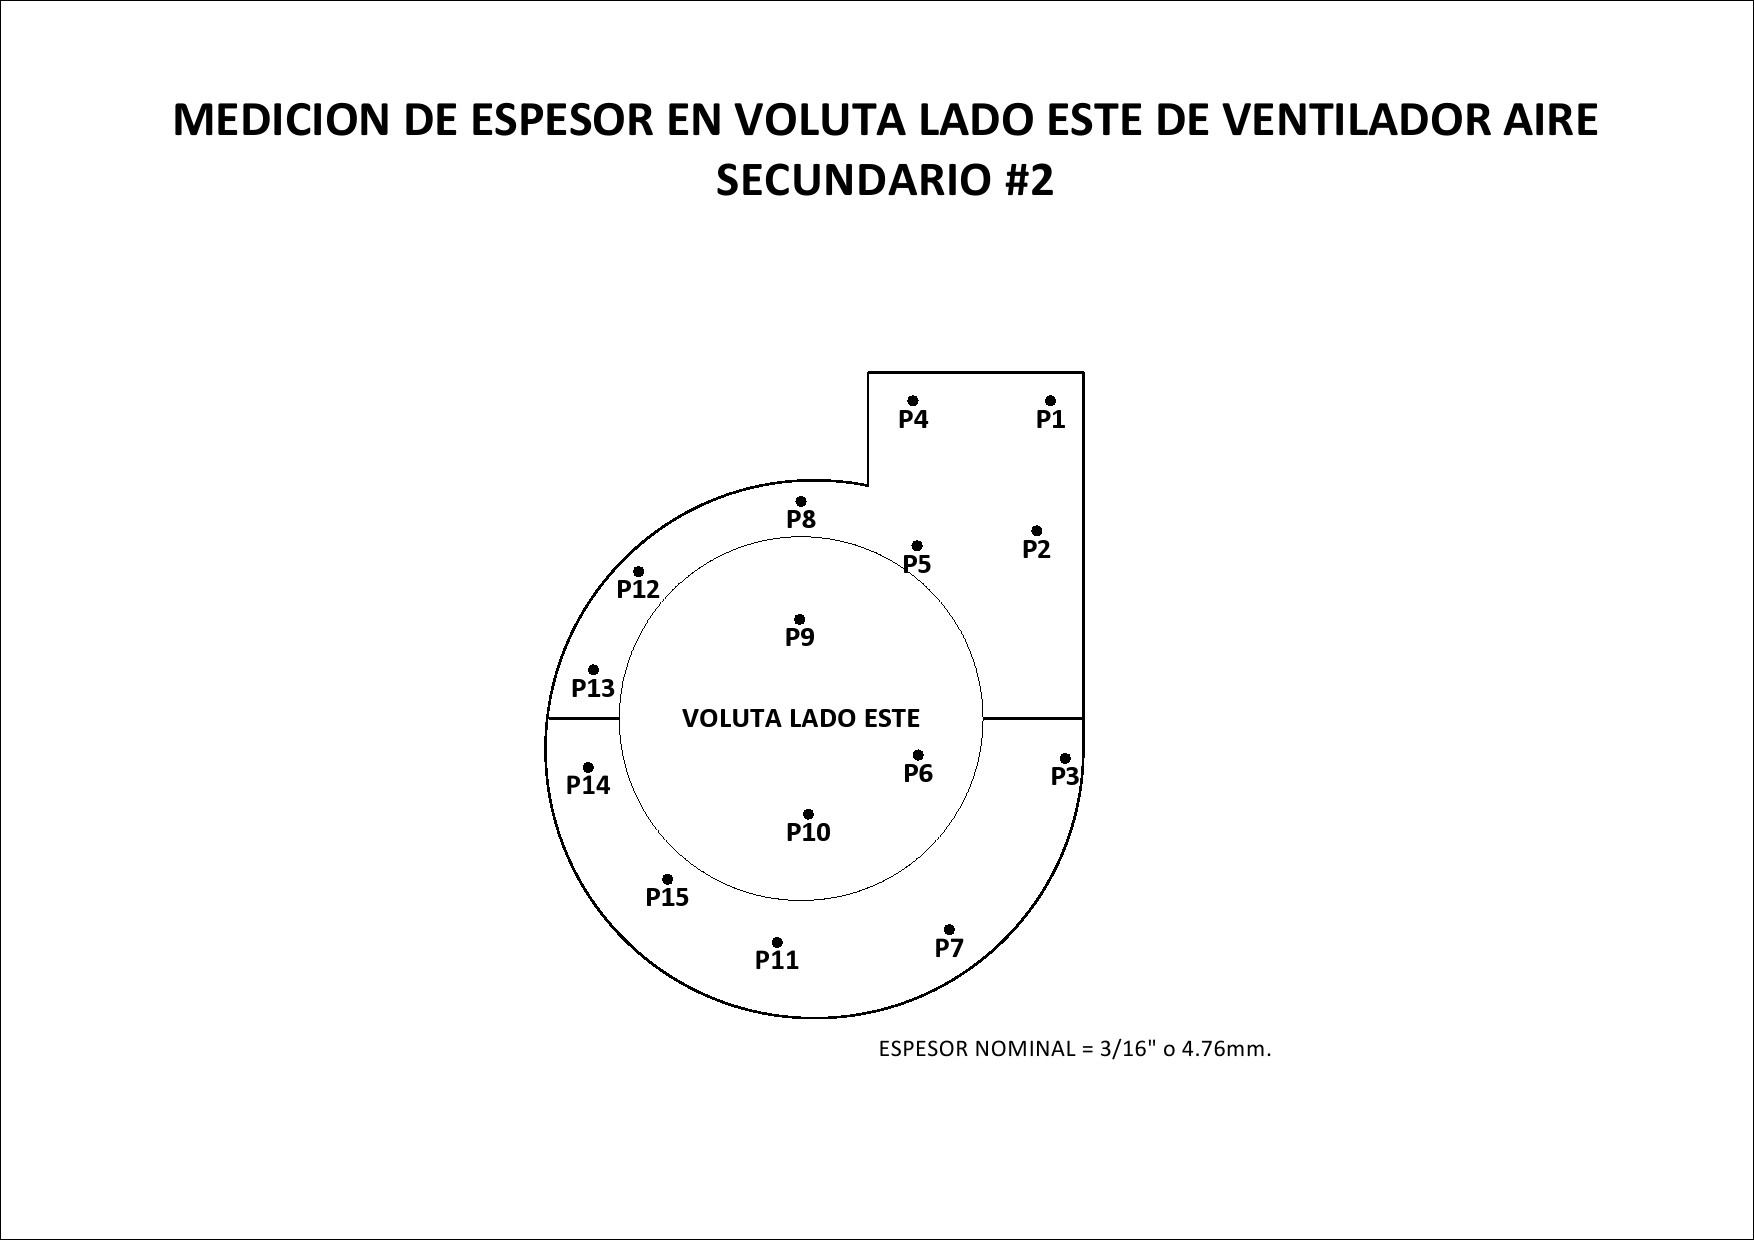 MEDICION DE ESPESOR EN VOLUTA LADO ESTE DE VENTILADOR AIRE
SECUNDARIO #2
P4
P1
P8
P2
P5
P12
P9
P13
VOLUTA LADO ESTE
P6
P3
P14
P10
P15
P7
P11
ESPESOR NOMINAL = 3/16" o 4.76mm.